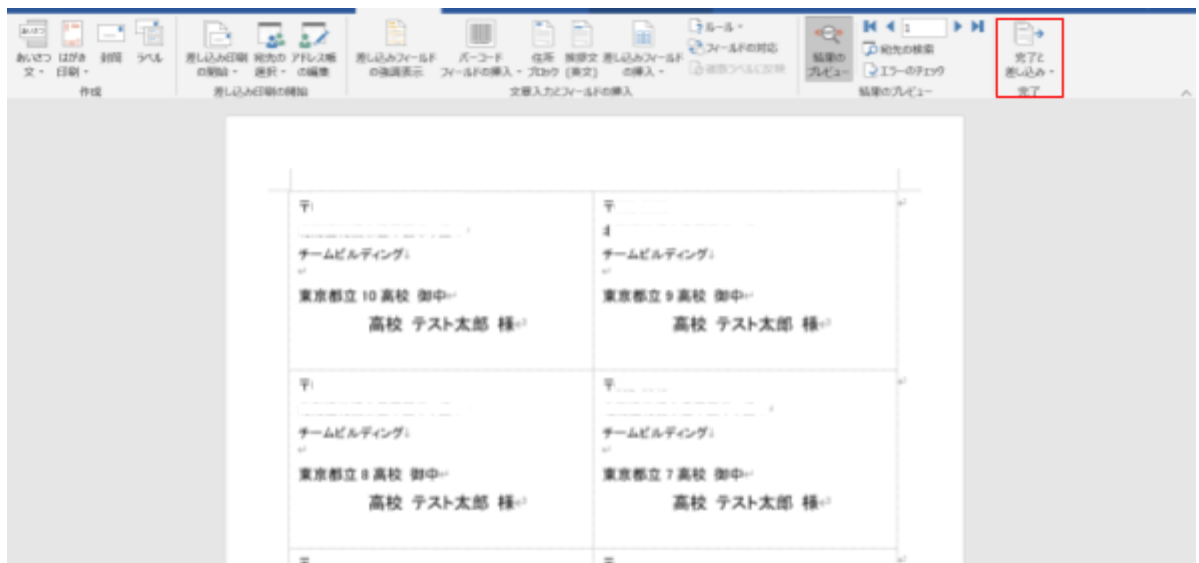 あいさつ文 はがき印刷 封筒 ラベル
作成
差し込み印刷の開始 宛先の選択 アドレス帳の編集
差し込み印刷の開始
差し込みフィールドの強調表示 バーコードフィールドの挿入 住所ブロック 挨拶文(英文) 差し込みフィールドの挿入
ルール
フィールドの対応
複数ラベルに反映
文章入力とフィールドの挿入
結果のプレビュー
1
宛先の検索
エラーのチェック
結果のプレビュー
完了と差し込み
完了
〒 〒
チームビルディング チームビルディング
東京都立 10 高校 御中 東京都立 9 高校 御中
高校 テスト太郎 様 高校 テスト太郎 様
〒 〒
チームビルディング チームビルディング
東京都立 8 高校 御中 東京都立 7 高校 御中
高校 テスト太郎 様 高校 テスト太郎 様
〒 〒